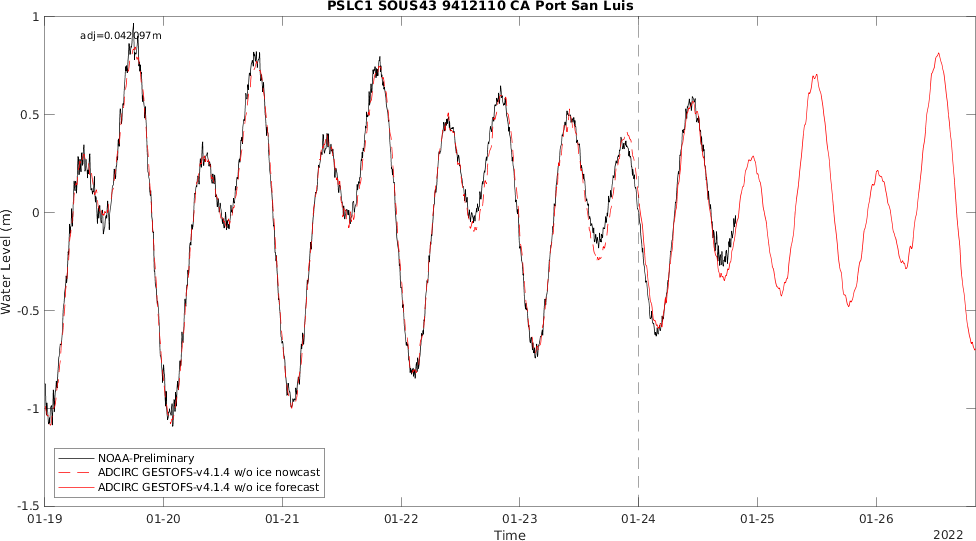 PSLC1 SOUS43 9412110 CA Port San Luis
adj=0.042097m
1
0.5
0
-0.5
-1
-1.5
Water Level (m)
NOAA-Preliminary
ADCIRC GESTOFS-v4.1.4 w/o ice nowcast
ADCIRC GESTOFS-v4.1.4 w/o ice forecast
01-19 01-20 01-21 01-22 01-23 01-24 01-25 01-26
Time
2022